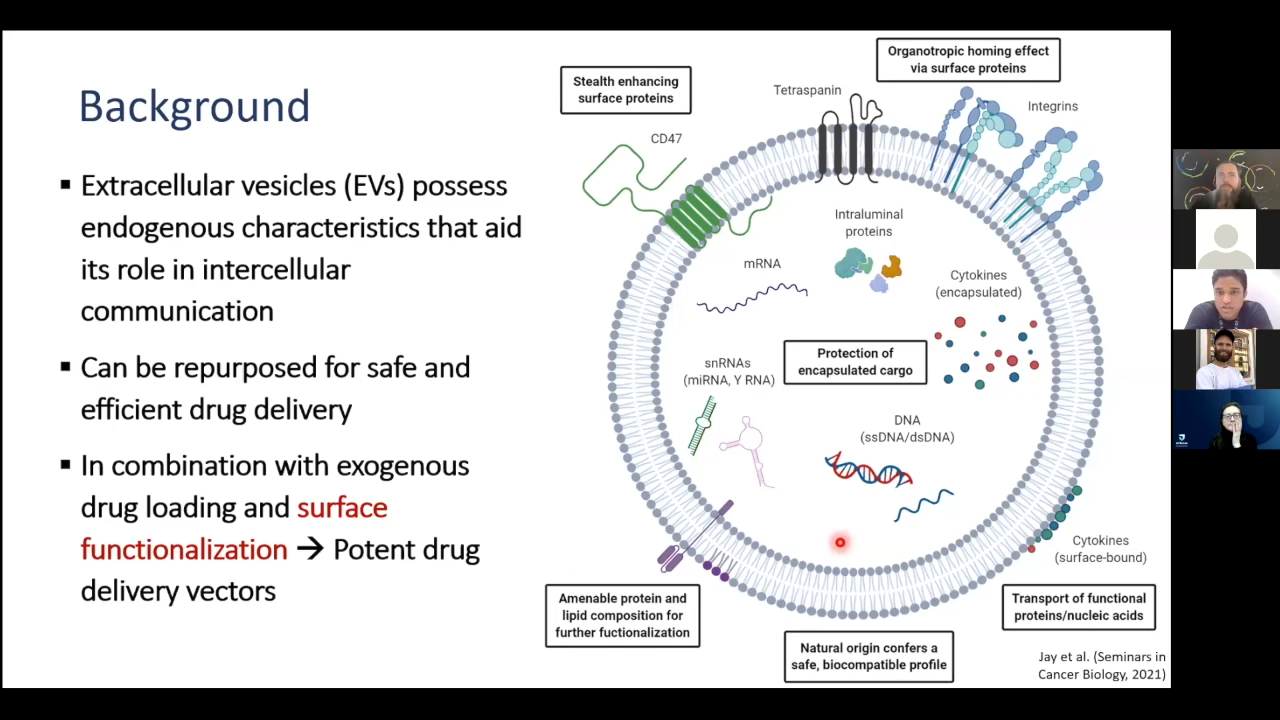 Background
▪ Extracellular vesicles (EVs) possess
endogenous characteristics that aid
its role in intercellular
communication
▪ Can be repurposed for safe and
efficient drug delivery
▪ In combination with exogenous
drug loading and surface
functionalization → Potent drug
delivery vectors
Stealth enhancing
surface proteins
Organotropic homing effect
via surface proteins
Tetraspanin
Integrins
CD47
Intraluminal
proteins
mRNA
Cytokines
(encapsulated)
Protection of
encapsulated cargo
snRNAs
(miRNA, Y RNA)
DNA
(ssDNA/dsDNA)
Cytokines
(surface-bound)
Amenable protein and
lipid composition for
further fuctionalization
Transport of functional
proteins/nucleic acids
Natural origin confers a
safe, biocompatible profile
Jay et al. (Seminars in
Cancer Biology, 2021)